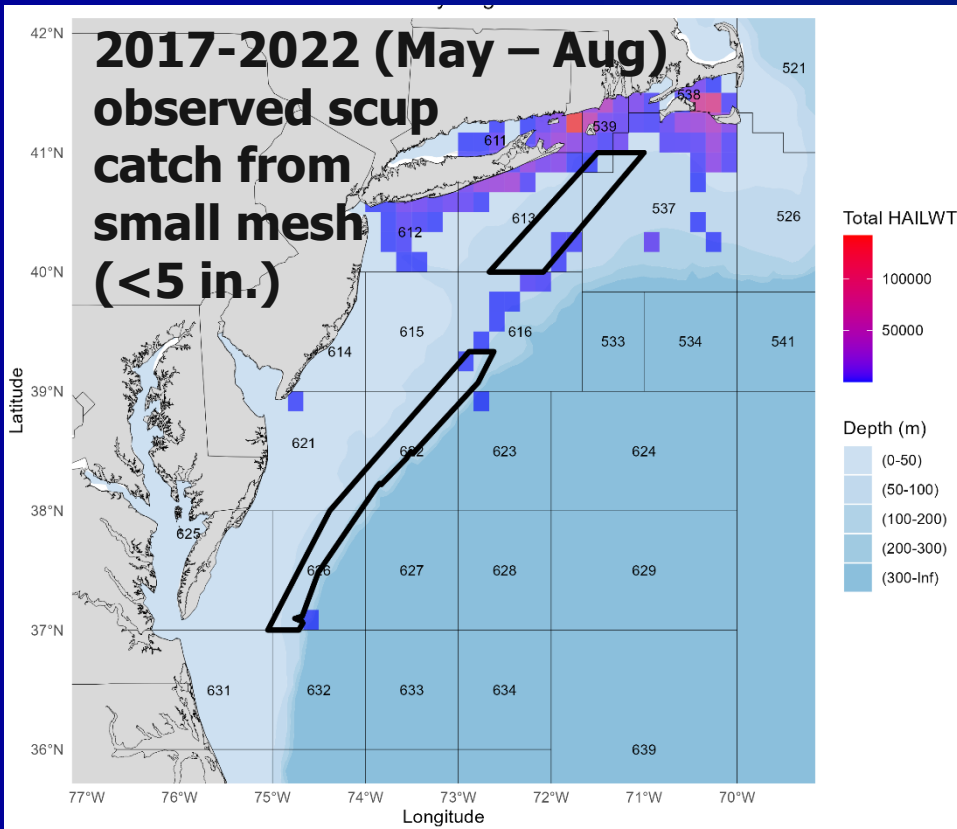 2017-2022 (May – Aug)
observed scup
catch from
small mesh
(<5 in.)
42°N
41°N
40°N
39°N
38°N
37°N
36°N
Latitude
77°W 76°W 75°W 74°W 73°W 72°W 71°W 70°W
Longitude
521
538
539
611
537
526
613
612
615
616
614
533
534
541
621
622
623
624
625
626
627
628
629
631
632
633
634
639
Total HAILWT
100000
50000
Depth (m)
(0-50)
(50-100)
(100-200)
(200-300)
(300-Inf)